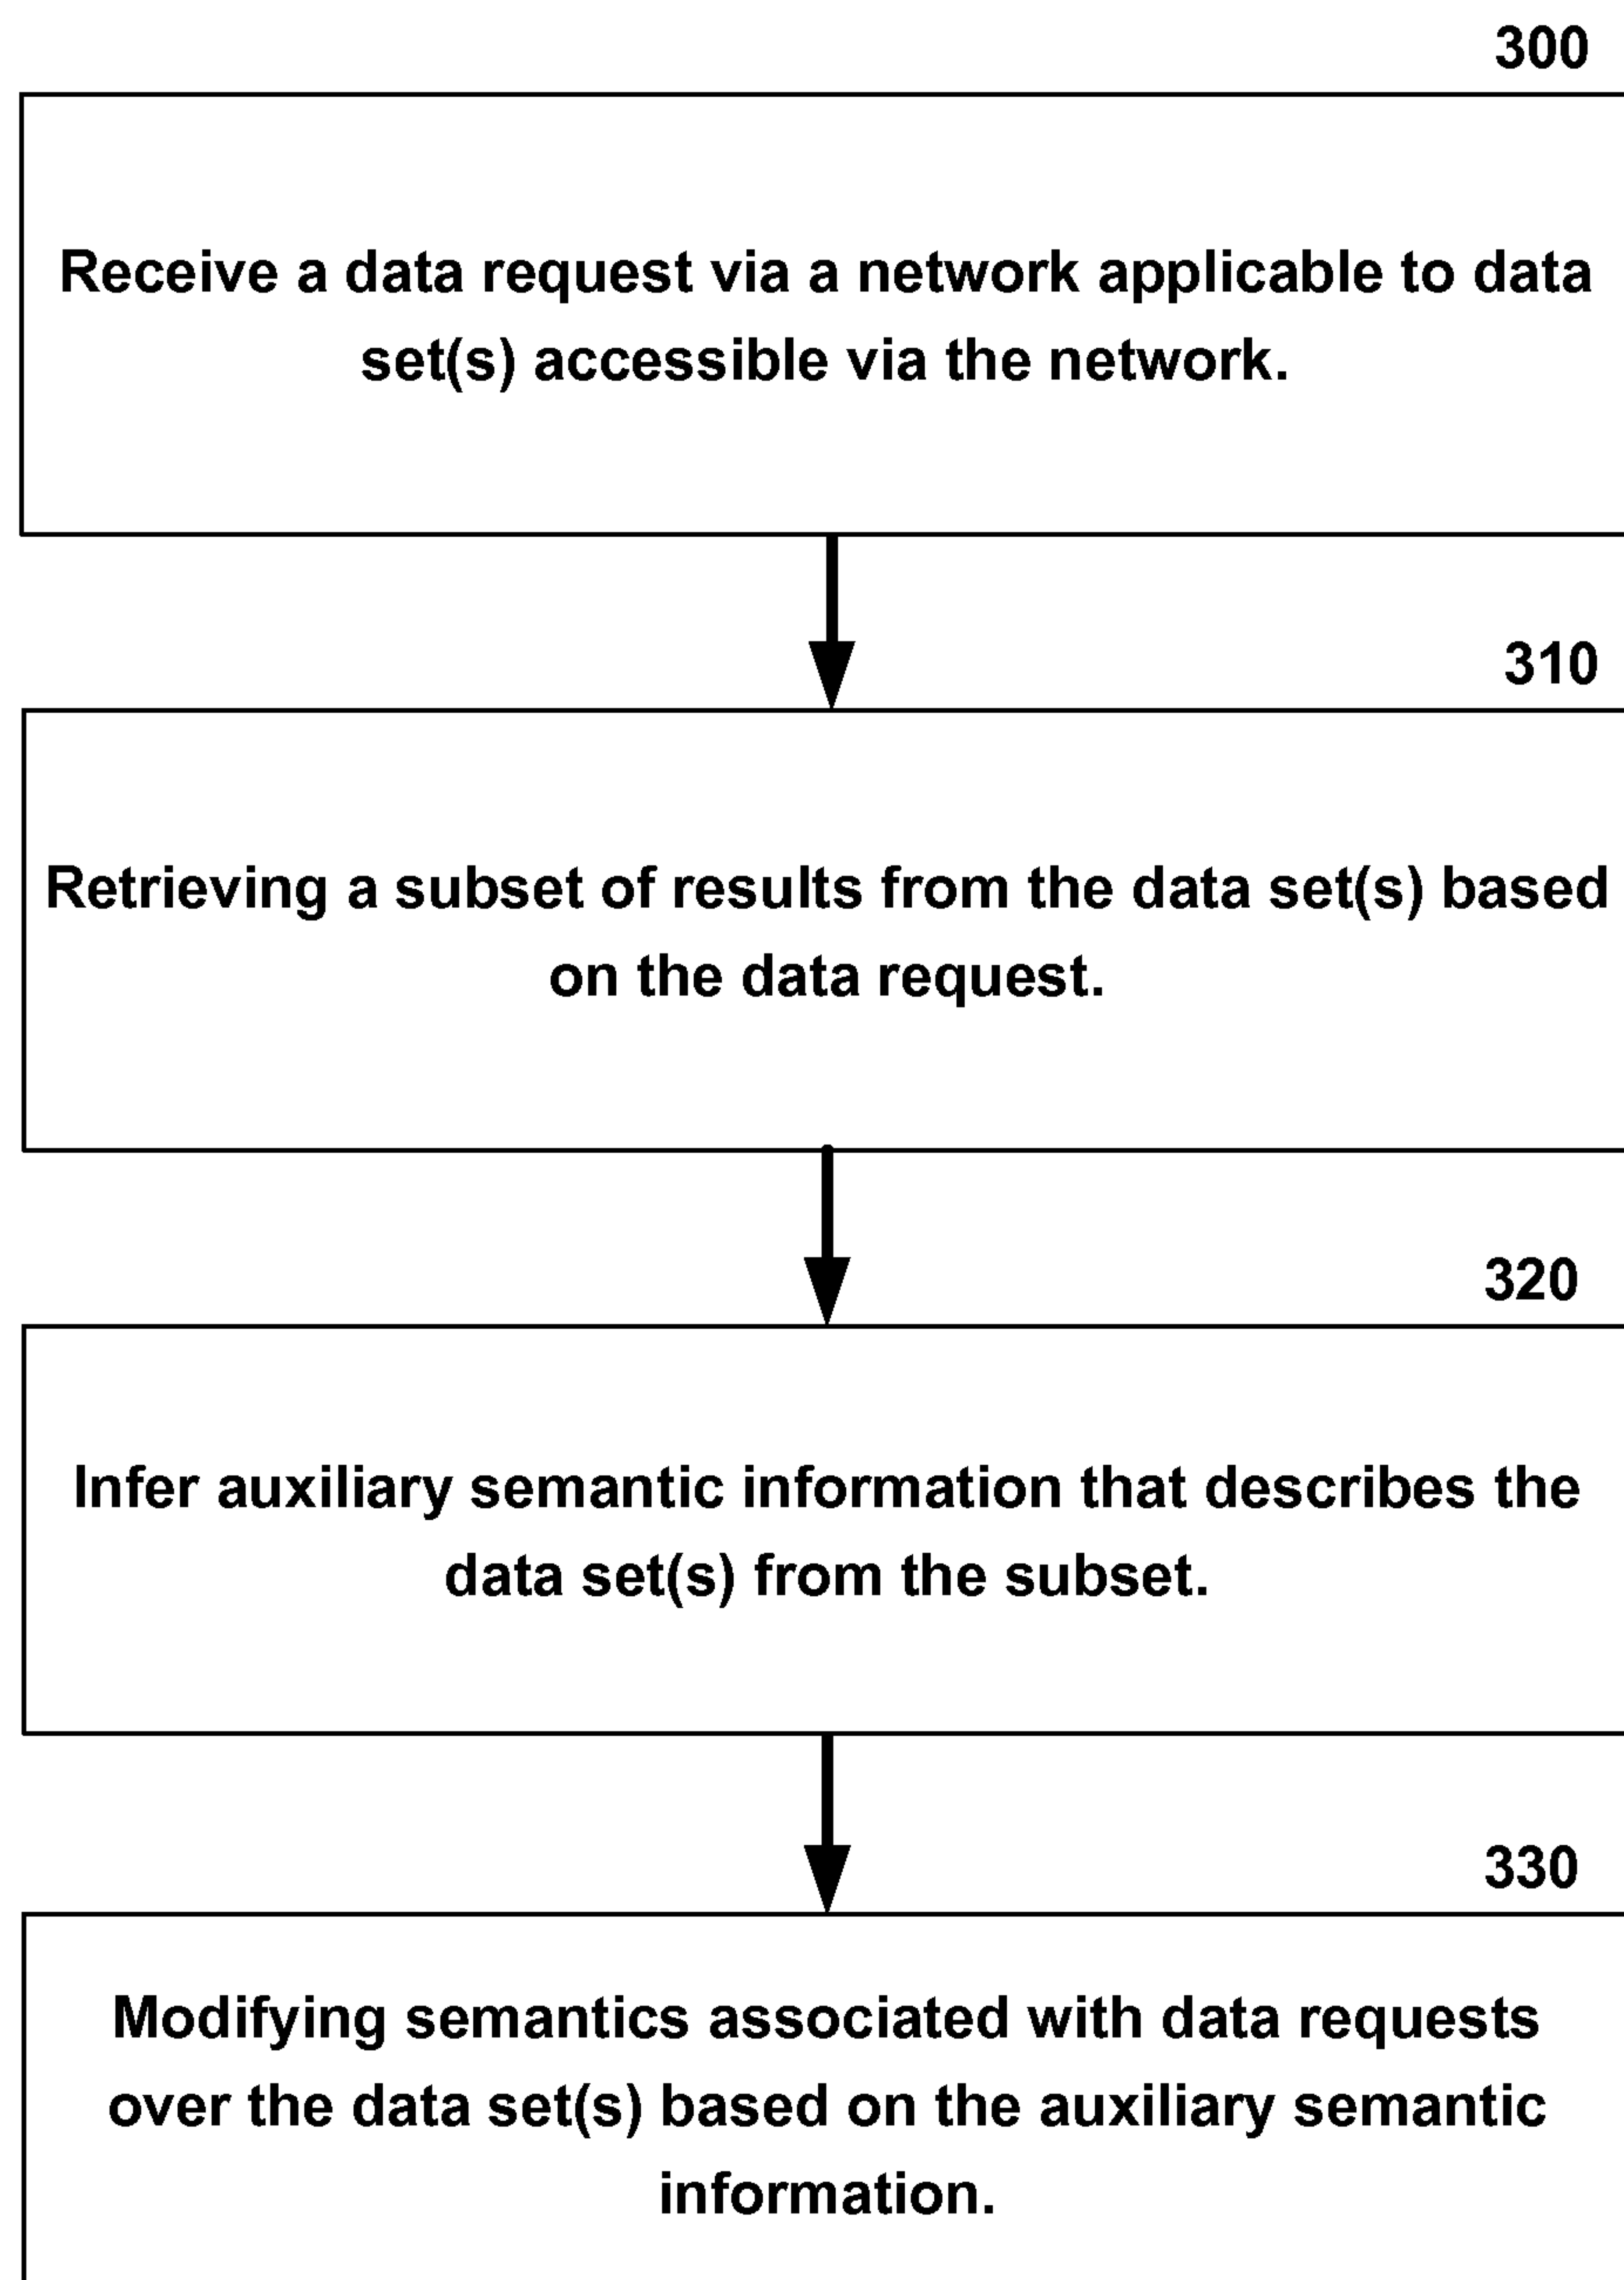 300
Receive a data request via a network applicable to data
set(s) accessible via the network.
310
Retrieving a subset of results from the data set(s) based
on the data request.
320
Infer auxiliary semantic information that describes the
data set(s) from the subset.
330
Modifying semantics associated with data requests
over the data set(s) based on the auxiliary semantic
information.